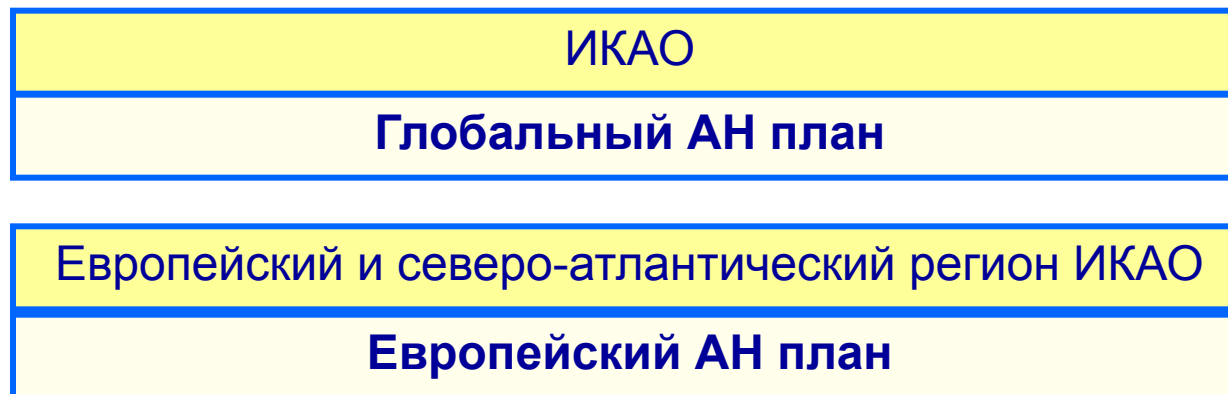 ИКАО
Глобальный АН план
Европейский и северо-атлантический регион ИКАО
Европейский АН план